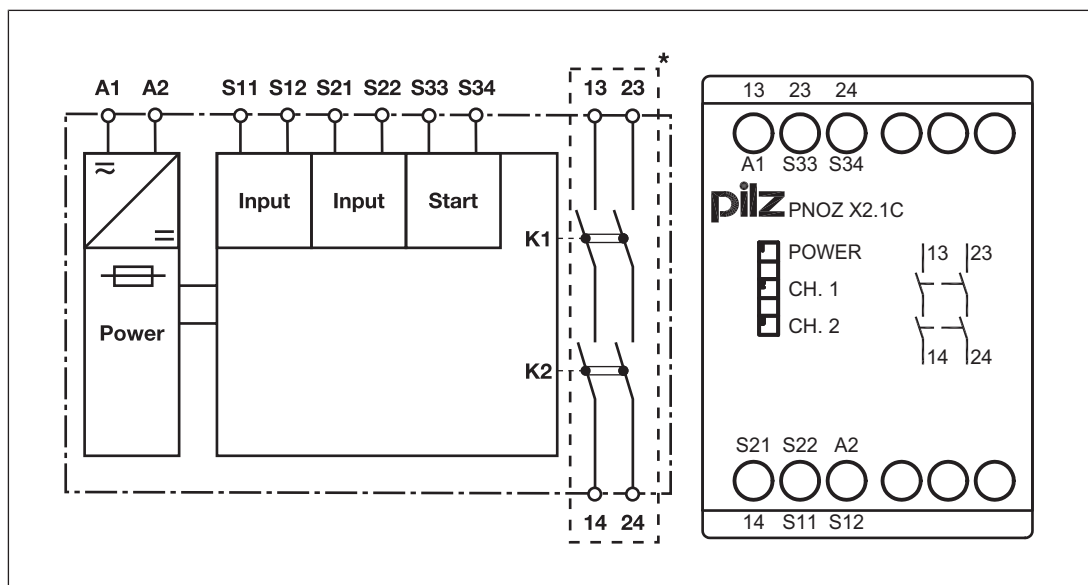 *
A1 A2 S11 S12 S21 S22 S33 S34 13 23
Input Input Start
Power
K1
K2
14 24
13 23 24
A1 S33 S34
pilz PNOZ X2.1C
POWER
CH. 1
CH. 2
13 23
14 24
S21 S22 A2
14 S11 S12